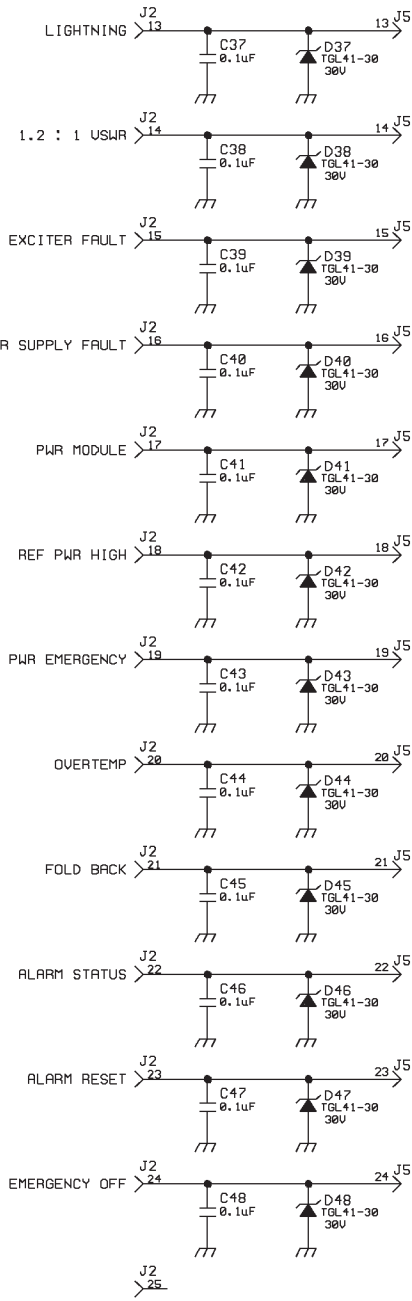 J2 J5
LIGHTNING 13 13
C37 D37
0.1uF TGL41-30
30V
J2 J5
1.2 : 1 VSWR 14 14
C38 D38
0.1uF TGL41-30
30V
J2 J5
EXCITER FAULT 15 15
C39 D39
0.1uF TGL41-30
30V
J2 J5
R SUPPLY FAULT 16 16
C40 D40
0.1uF TGL41-30
30V
J2 J5
PWR MODULE 17 17
C41 D41
0.1uF TGL41-30
30V
J2 J5
REF PWR HIGH 18 18
C42 D42
0.1uF TGL41-30
30V
J2 J5
PWR EMERGENCY 19 19
C43 D43
0.1uF TGL41-30
30V
J2 J5
OVERTEMP 20 20
C44 D44
0.1uF TGL41-30
30V
J2 J5
FOLD BACK 21 21
C45 D45
0.1uF TGL41-30
30V
J2 J5
ALARM STATUS 22 22
C46 D46
0.1uF TGL41-30
30V
J2 J5
ALARM RESET 23 23
C47 D47
0.1uF TGL41-30
30V
J2 J5
EMERGENCY OFF 24 24
C48 D48
0.1uF TGL41-30
30V
J2
25